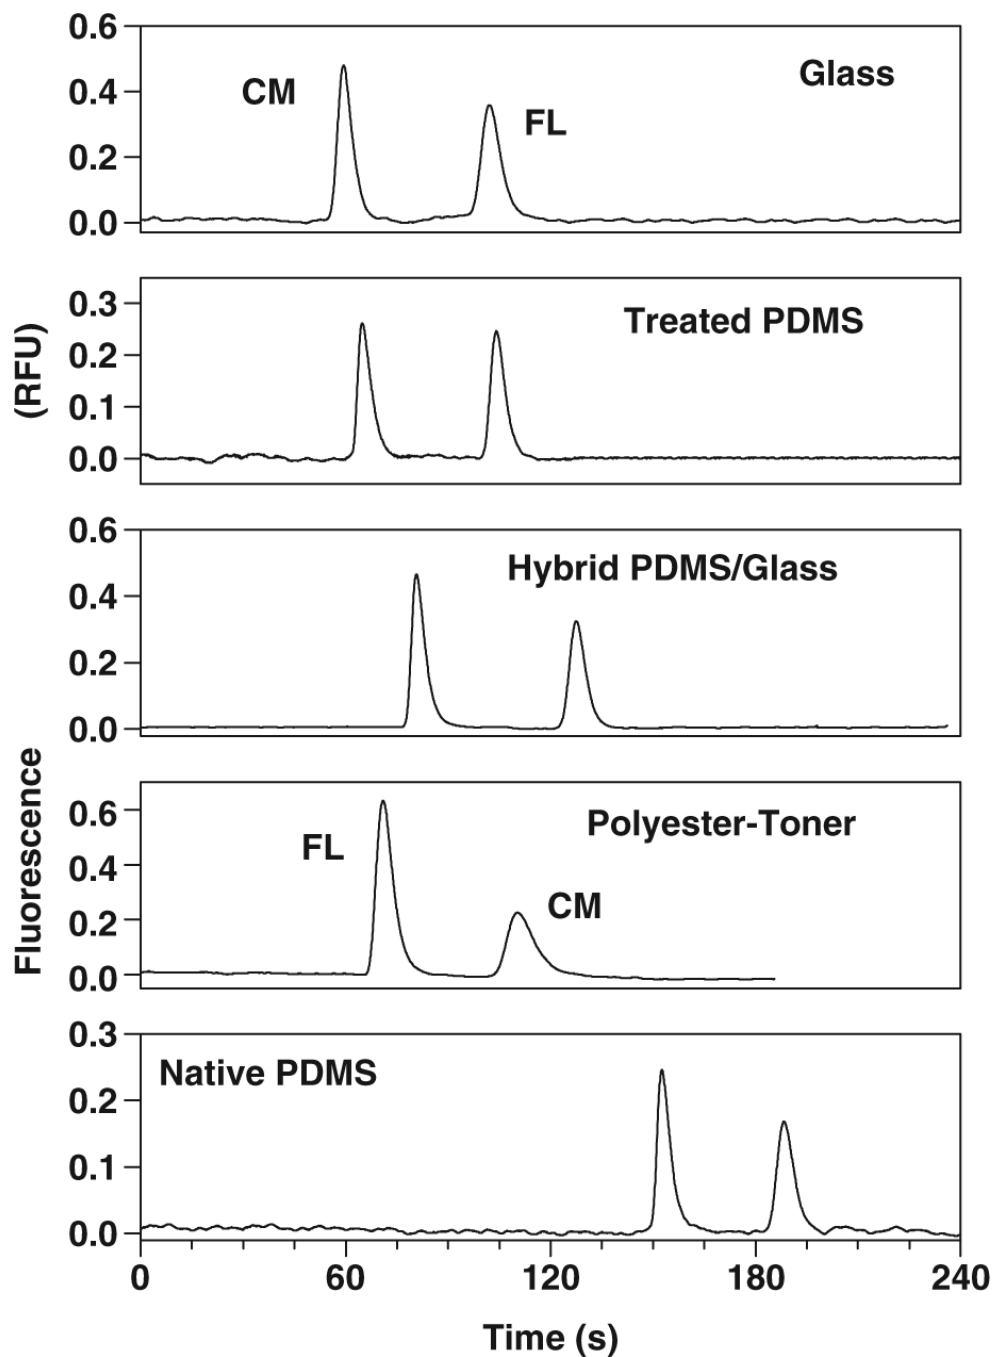 0.6
0.4
0.2
0.0
CM
FL
Glass
0.3
0.2
0.1
0.0
Treated PDMS
0.6
0.4
0.2
0.0
Hybrid PDMS/Glass
0.6
0.4
0.2
0.0
FL
CM
Polyester-Toner
0.3
0.2
0.1
0.0
Native PDMS
0 60 120 180 240
Time (s)
Fluorescence
(RFU)